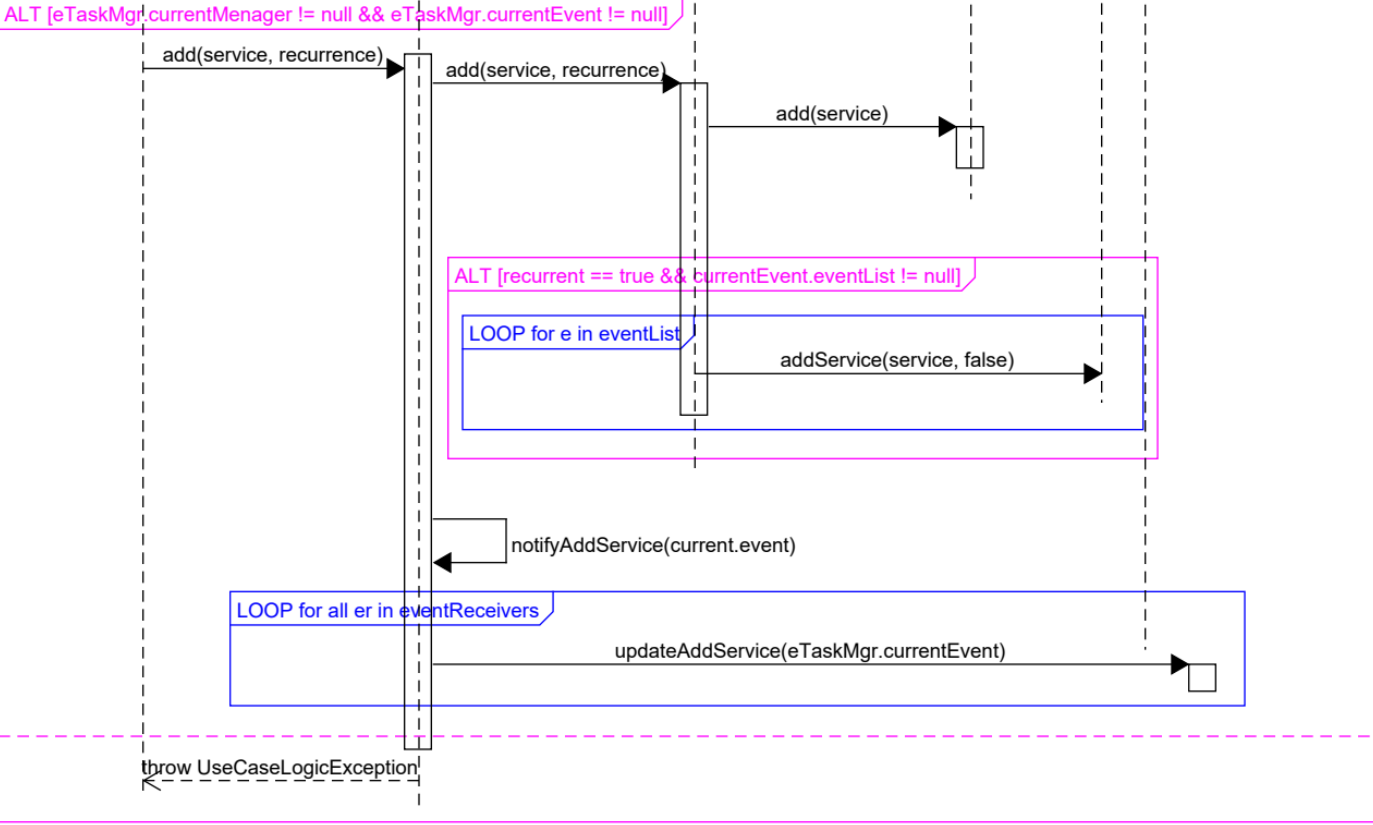 ALT [eTaskMgr.currentMenager != null && eTaskMgr.currentEvent != null]
add(service, recurrence)
add(service, recurrence)
add(service)
ALT [recurrent == true && currentEvent.eventList != null]
LOOP for e in eventList
addService(service, false)
notifyAddService(current.event)
LOOP for all er in eventReceivers
updateAddService(eTaskMgr.currentEvent)
throw UseCaseLogicException